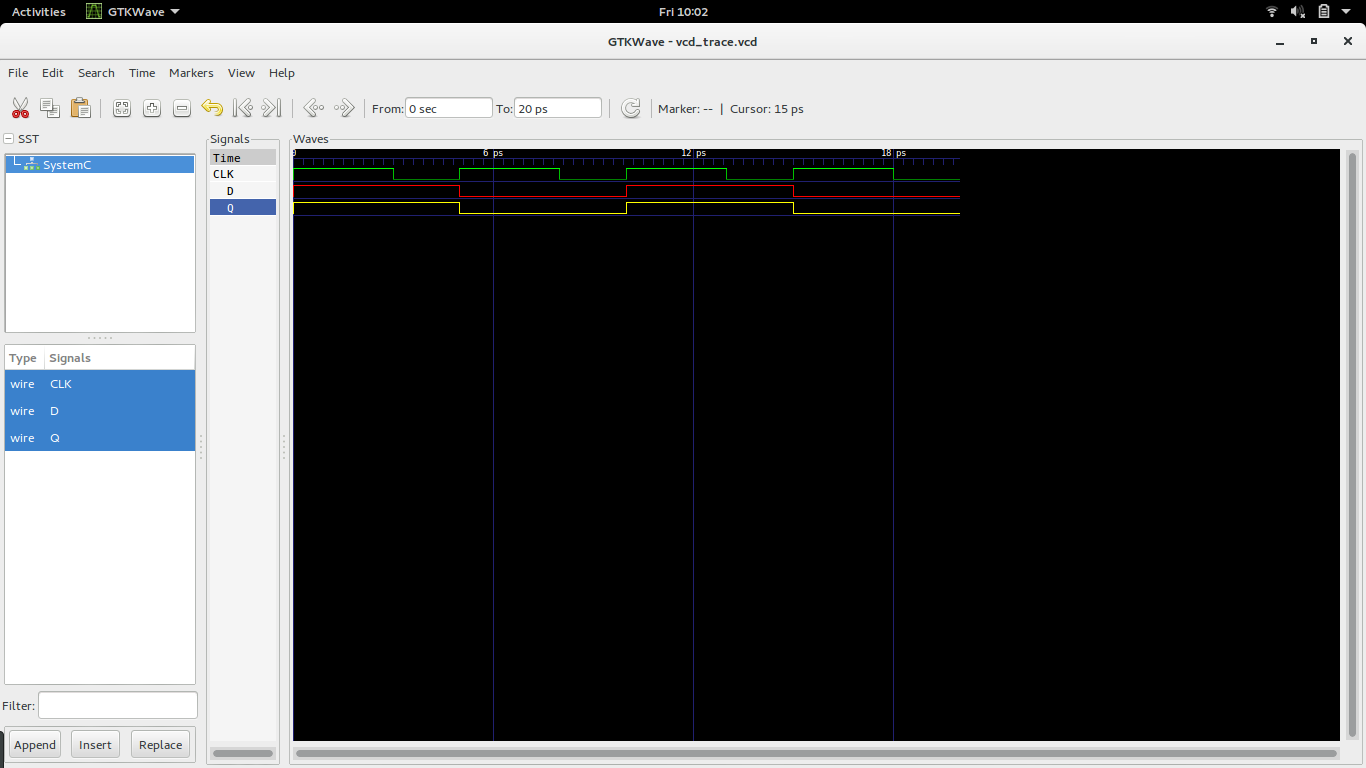 Activities GTKWave Fri 10:02
GTKWave - vcd_trace.vcd
File Edit Search Time Markers View Help
From: 0 sec To: 20 ps Marker: -- | Cursor: 15 ps
SST
SystemC
Type Signals
wire CLK
wire D
wire Q
Filter:
Append Insert Replace
Signals
Time
CLK
D
Q
Waves
0 6 ps 12 ps 18 ps